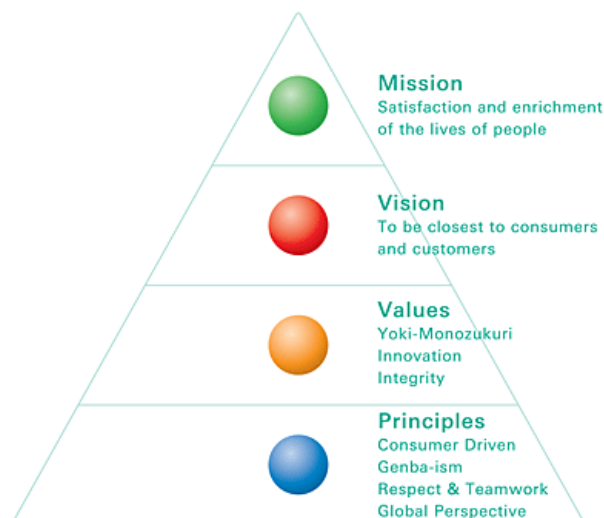 Mission
Satisfaction and enrichment
of the lives of people
Vision
To be closest to consumers
and customers
Values
Yoki-Monozukuri
Innovation
Integrity
Principles
Consumer Driven
Genba-ism
Respect & Teamwork
Global Perspective